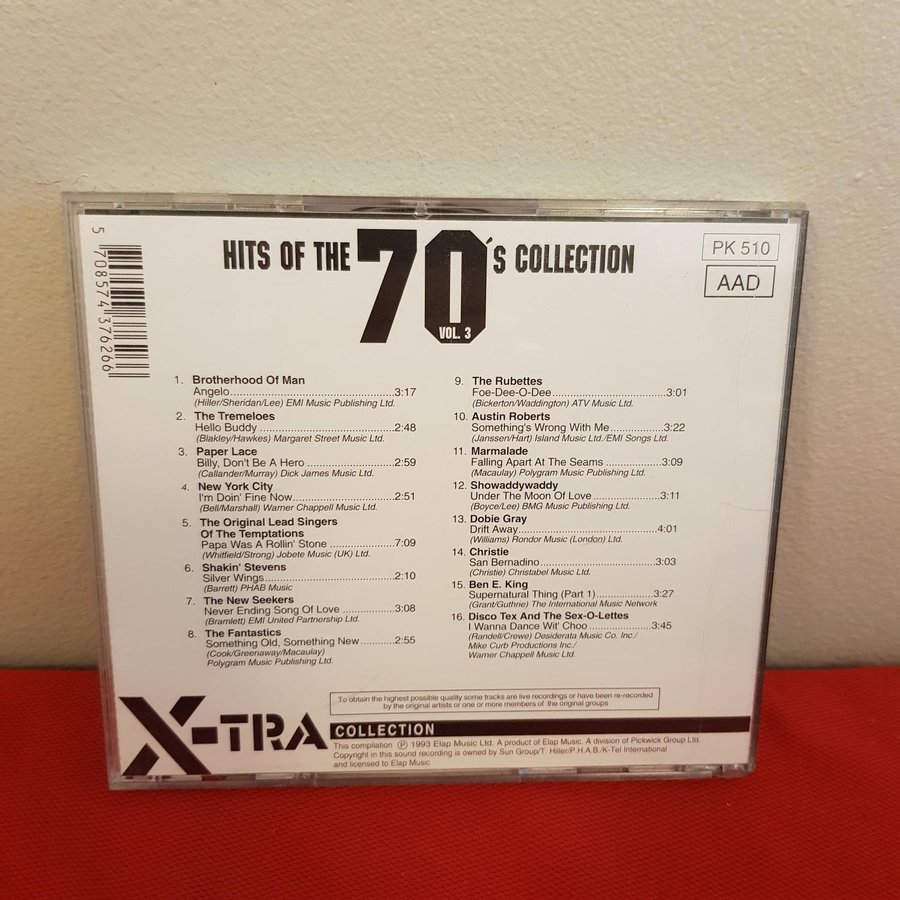 HITS OF THE 70´S COLLECTION
VOL. 3
PK 510
AAD
5 708574 376266
1. Brotherhood Of Man
Angelo..................................................3:17
(Hiller/Sheridan/Lee) EMI Music Publishing Ltd.
2. The Tremeloes
Hello Buddy ..........................................2:48
(Blakley/Hawkes) Margaret Street Music Ltd.
3. Paper Lace
Billy, Don't Be A Hero ..........................2:59
(Callander/Murray) Dick James Music Ltd.
4. New York City
I'm Doin' Fine Now...............................2:51
(Bell/Marshall) Warner Chappell Music Ltd.
5. The Original Lead Singers
Of The Temptations
Papa Was A Rollin' Stone ....................7:09
(Whitfield/Strong) Jobete Music (UK) Ltd.
6. Shakin' Stevens
Silver Wings.........................................2:10
(Barrett) PHAB Music
7. The New Seekers
Never Ending Song Of Love ................3:08
(Bramlett) EMI United Partnership Ltd.
8. The Fantastics
Something Old, Something New...........2:55
(Cook/Greenaway/Macaulay)
Polygram Music Publishing Ltd.
9. The Rubettes
Foe-Dee-O-Dee...................................3:01
(Bickerton/Waddington) ATV Music Ltd.
10. Austin Roberts
Something's Wrong With Me................3:22
(Janssen/Hart) Island Music Ltd./EMI Songs Ltd.
11. Marmalade
Falling Apart At The Seams .................3:09
(Macaulay) Polygram Music Publishing Ltd.
12. Showaddywaddy
Under The Moon Of Love....................3:11
(Boyce/Lee) BMG Music Publishing Ltd.
13. Dobie Gray
Drift Away...........................................4:01
(Williams) Rondor Music (London) Ltd.
14. Christie
San Bernadino...................................3:03
(Christie) Christabel Music Ltd.
15. Ben E. King
Supernatural Thing (Part 1)..................3:27
(Grant/Guthrie) The International Music Network
16. Disco Tex And The Sex-O-Lettes
I Wanna Dance Wit' Choo ...................3:45
(Randell/Crewe) Desiderata Music Co. Inc./
Mike Curb Productions Inc./
Warner Chappell Music Ltd.
To obtain the highest possible quality some tracks are live recordings or have been re-recorded
by the original artists or one or more members of the original groups
X-TRA
COLLECTION
This compilation Ⓟ 1993 Elap Music Ltd. A product of Elap Music. A division of Pickwick Group Ltd.
Copyright in this sound recording is owned by Sun Group/T. Hiller/P.H.A.B./K-Tel International
and licensed to Elap Music